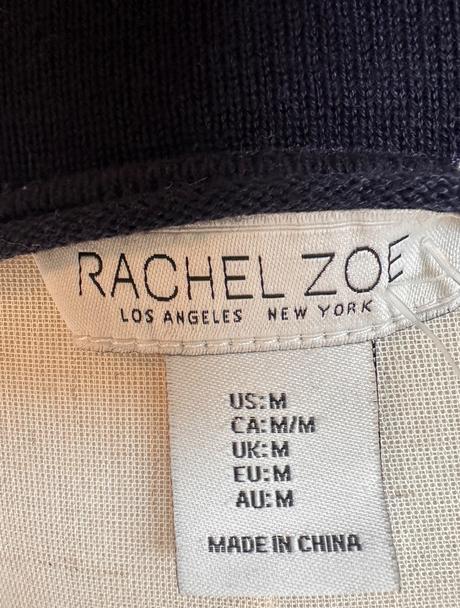 RACHEL ZOE
LOS ANGELES NEW YORK
US: M
CA: M/M
UK: M
EU: M
AU: M
MADE IN CHINA